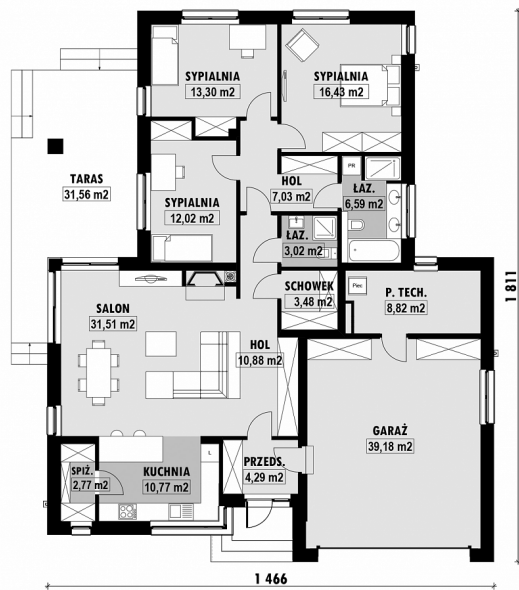 SYPIALNIA
13,30 m2
SYPIALNIA
16,43 m2
TARAS
31,56 m2
SYPIALNIA
12,02 m2
HOL
7,03 m2
PR
ŁAZ.
6,59 m2
ŁAZ.
3,02 m2
SCHOWEK
3,48 m2
Piec
P. TECH.
8,82 m2
1 811
SALON
31,51 m2
HOL
10,88 m2
GARAŻ
39,18 m2
SPIŻ.
2,77 m2
KUCHNIA
10,77 m2
L
PRZEDS.
4,29 m2
1 466